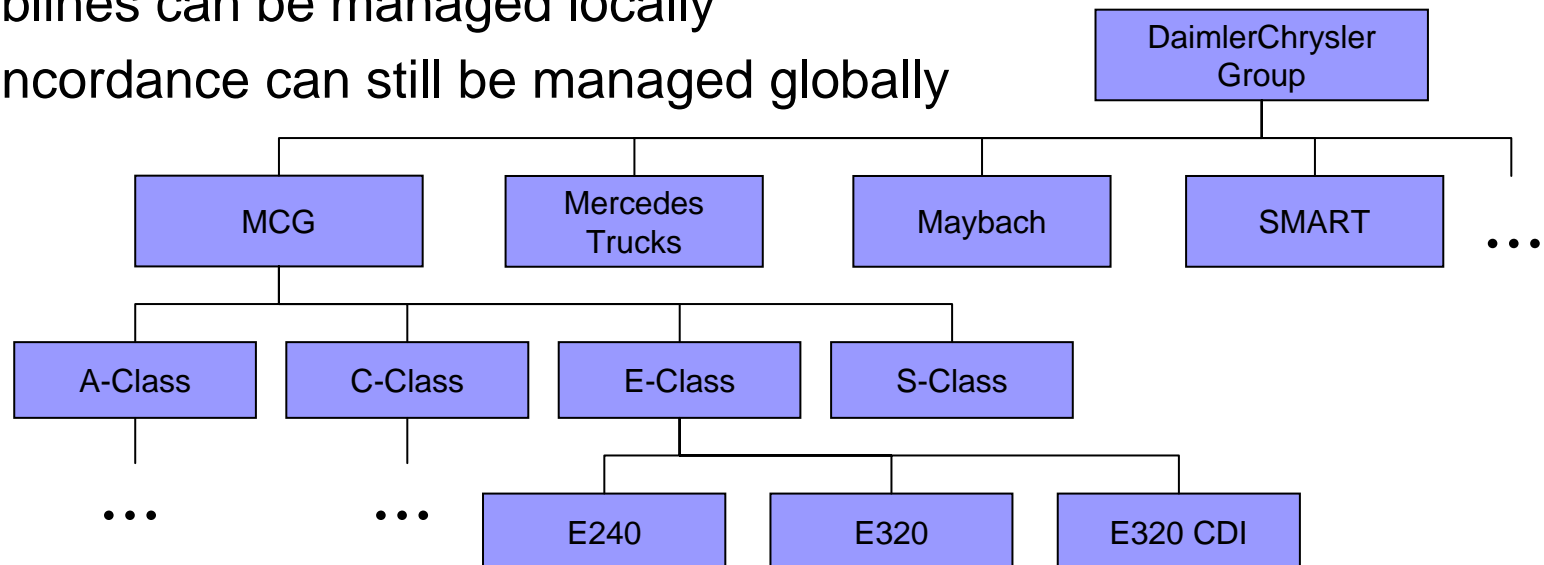 blines can be managed locally
ncordance can still be managed globally
DaimlerChrysler
Group
MCG
Mercedes
Trucks
Maybach
SMART
...
A-Class
C-Class
E-Class
S-Class
...
...
E240
E320
E320 CDI